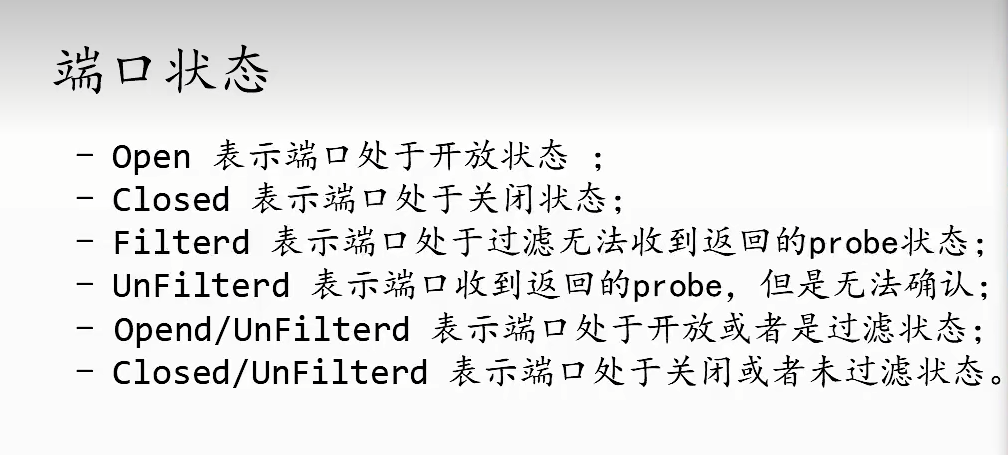 端口状态
– Open 表示端口处于开放状态 ；
– Closed 表示端口处于关闭状态；
– Filterd 表示端口处于过滤无法收到返回的probe状态；
– UnFilterd 表示端口收到返回的probe，但是无法确认；
– Opend/UnFilterd 表示端口处于开放或者是过滤状态；
– Closed/UnFilterd 表示端口处于关闭或者未过滤状态。